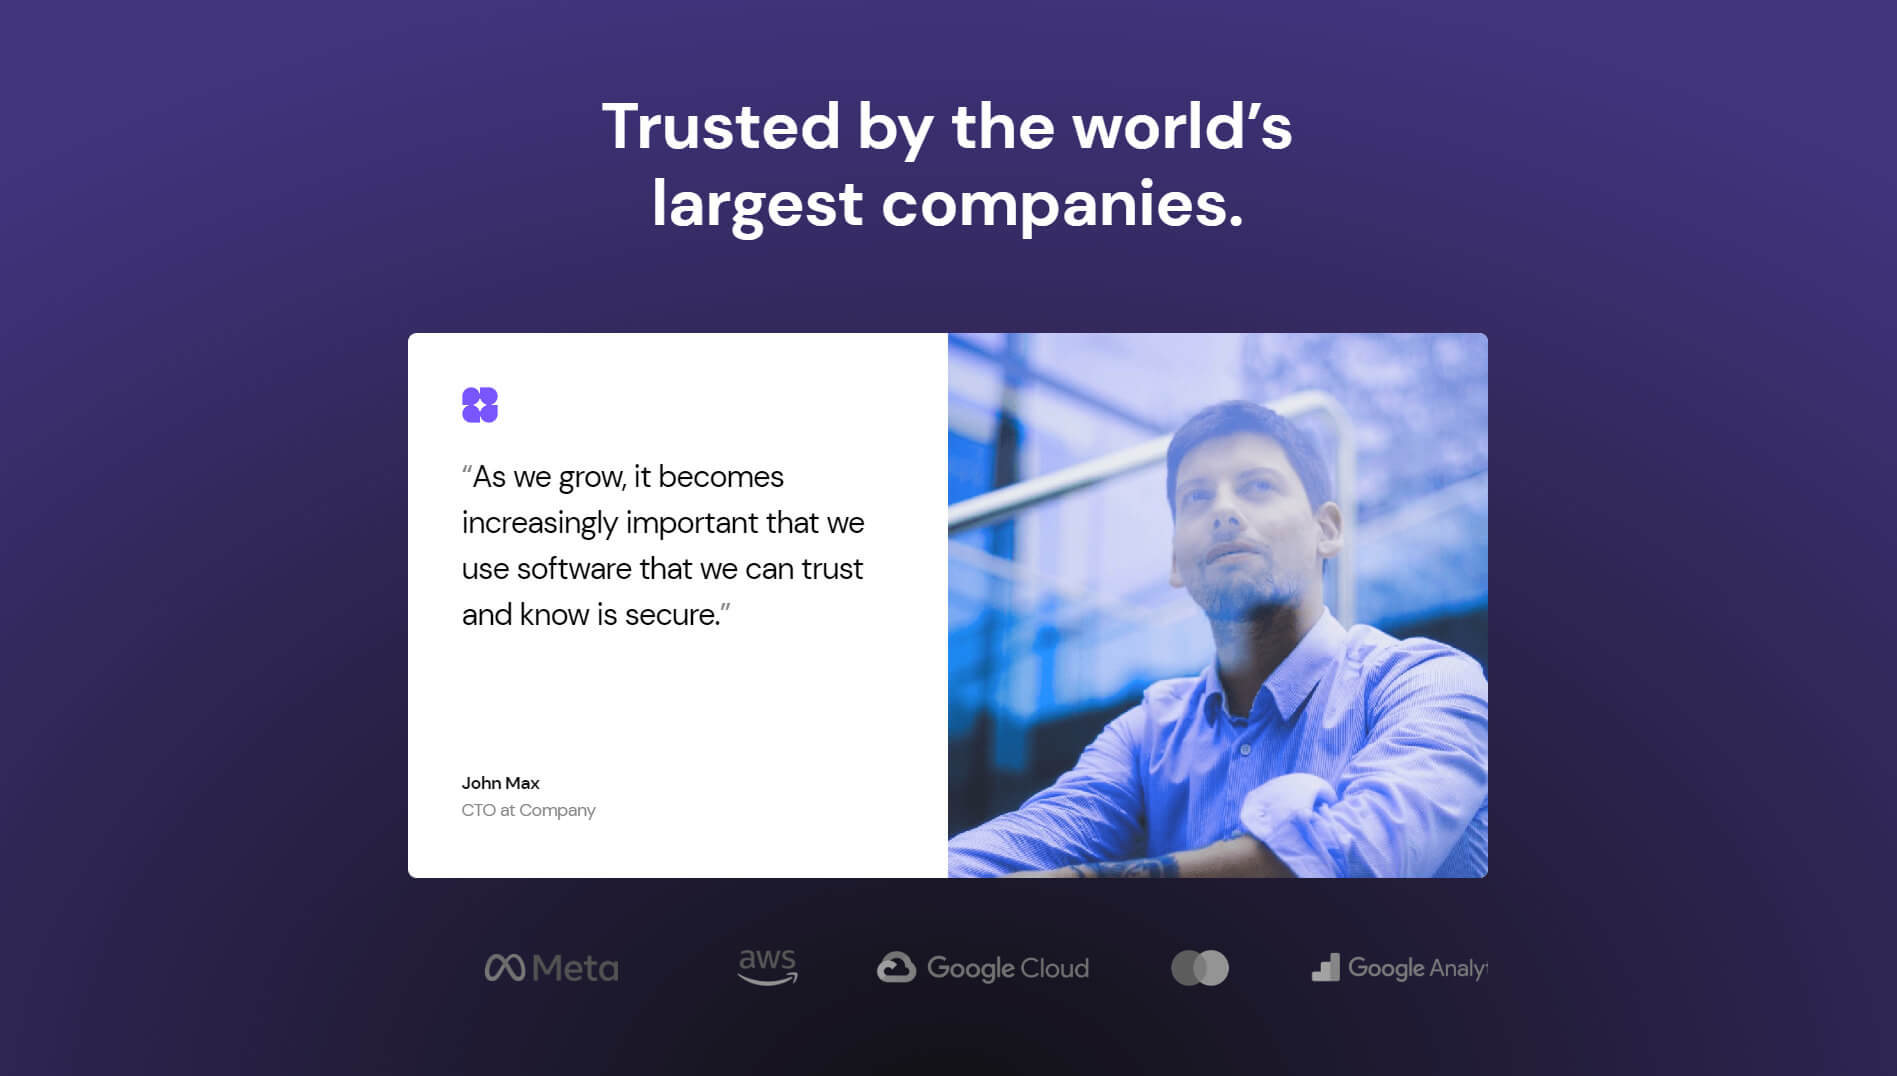 Trusted by the world’s
largest companies.
“As we grow, it becomes
increasingly important that we
use software that we can trust
and know is secure.”
John Max
CTO at Company
Meta
aws
Google Cloud
Google Analy